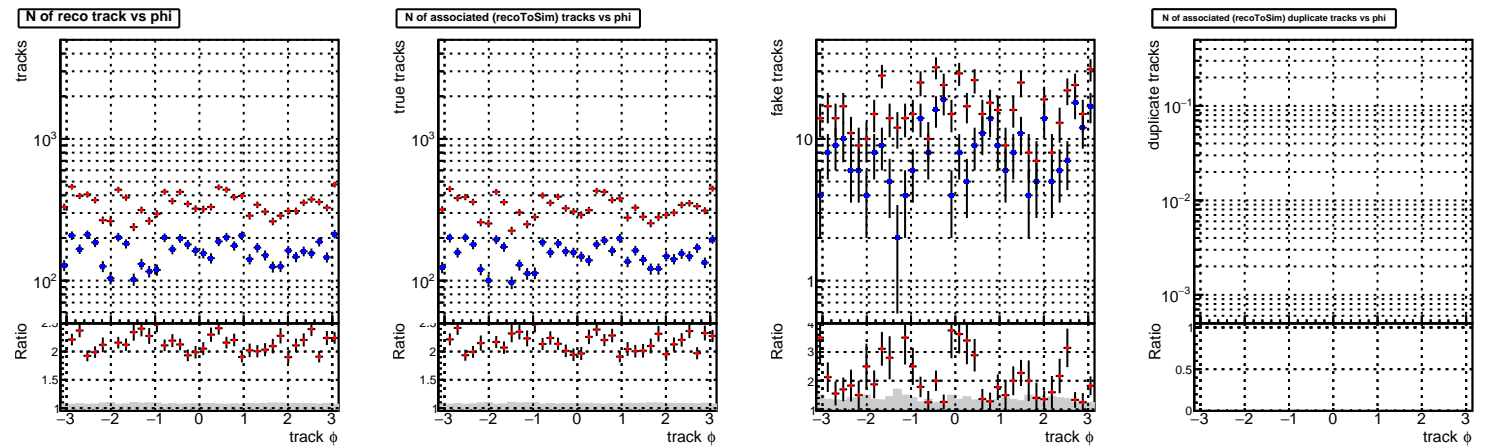 N of reco track vs phi
tracks
10³
10²
Ratio
2.5
2
1.5
1
−3 −2 −1 0 1 2 3
track ϕ
N of associated (recoToSim) tracks vs phi
true tracks
10³
10²
Ratio
2.5
2
1.5
1
−3 −2 −1 0 1 2 3
track ϕ
fake tracks
10
1
Ratio
4
3
2
1
−3 −2 −1 0 1 2 3
track ϕ
N of associated (recoToSim) duplicate tracks vs phi
duplicate tracks
10⁻¹
10⁻²
10⁻³
Ratio
1
0.5
0
−3 −2 −1 0 1 2 3
track ϕ